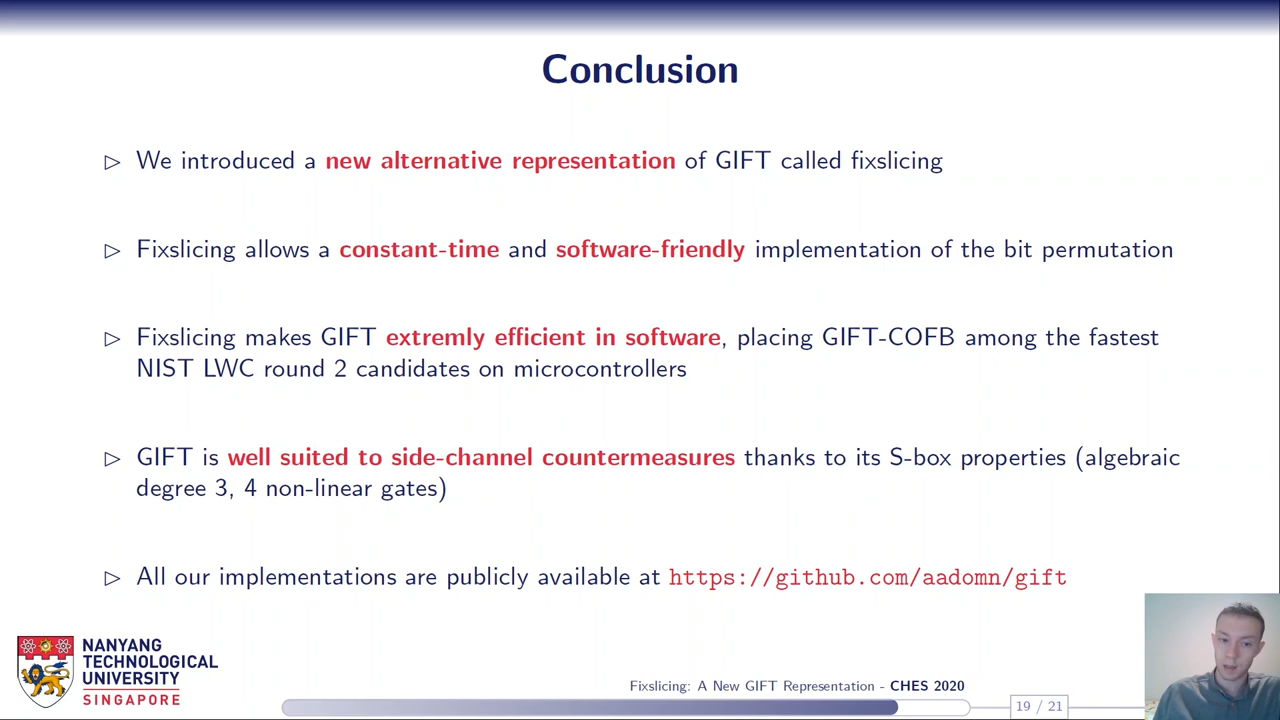 Conclusion
▷ We introduced a new alternative representation of GIFT called fixslicing
▷ Fixslicing allows a constant-time and software-friendly implementation of the bit permutation
▷ Fixslicing makes GIFT extremly efficient in software, placing GIFT-COFB among the fastest
NIST LWC round 2 candidates on microcontrollers
▷ GIFT is well suited to side-channel countermeasures thanks to its S-box properties (algebraic
degree 3, 4 non-linear gates)
▷ All our implementations are publicly available at https://github.com/aadomn/gift
NANYANG
TECHNOLOGICAL
UNIVERSITY
SINGAPORE
Fixslicing: A New GIFT Representation - CHES 2020
19 / 21